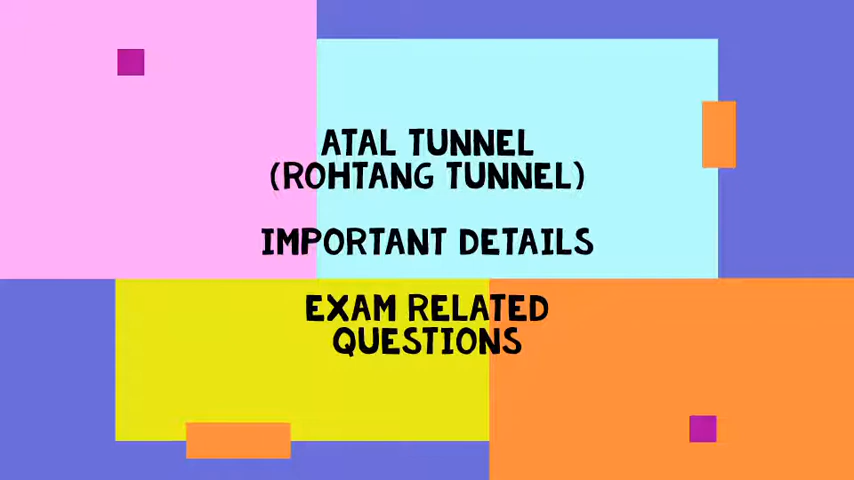 ATAL TUNNEL
(ROHTANG TUNNEL)
IMPORTANT DETAILS
EXAM RELATED
QUESTIONS